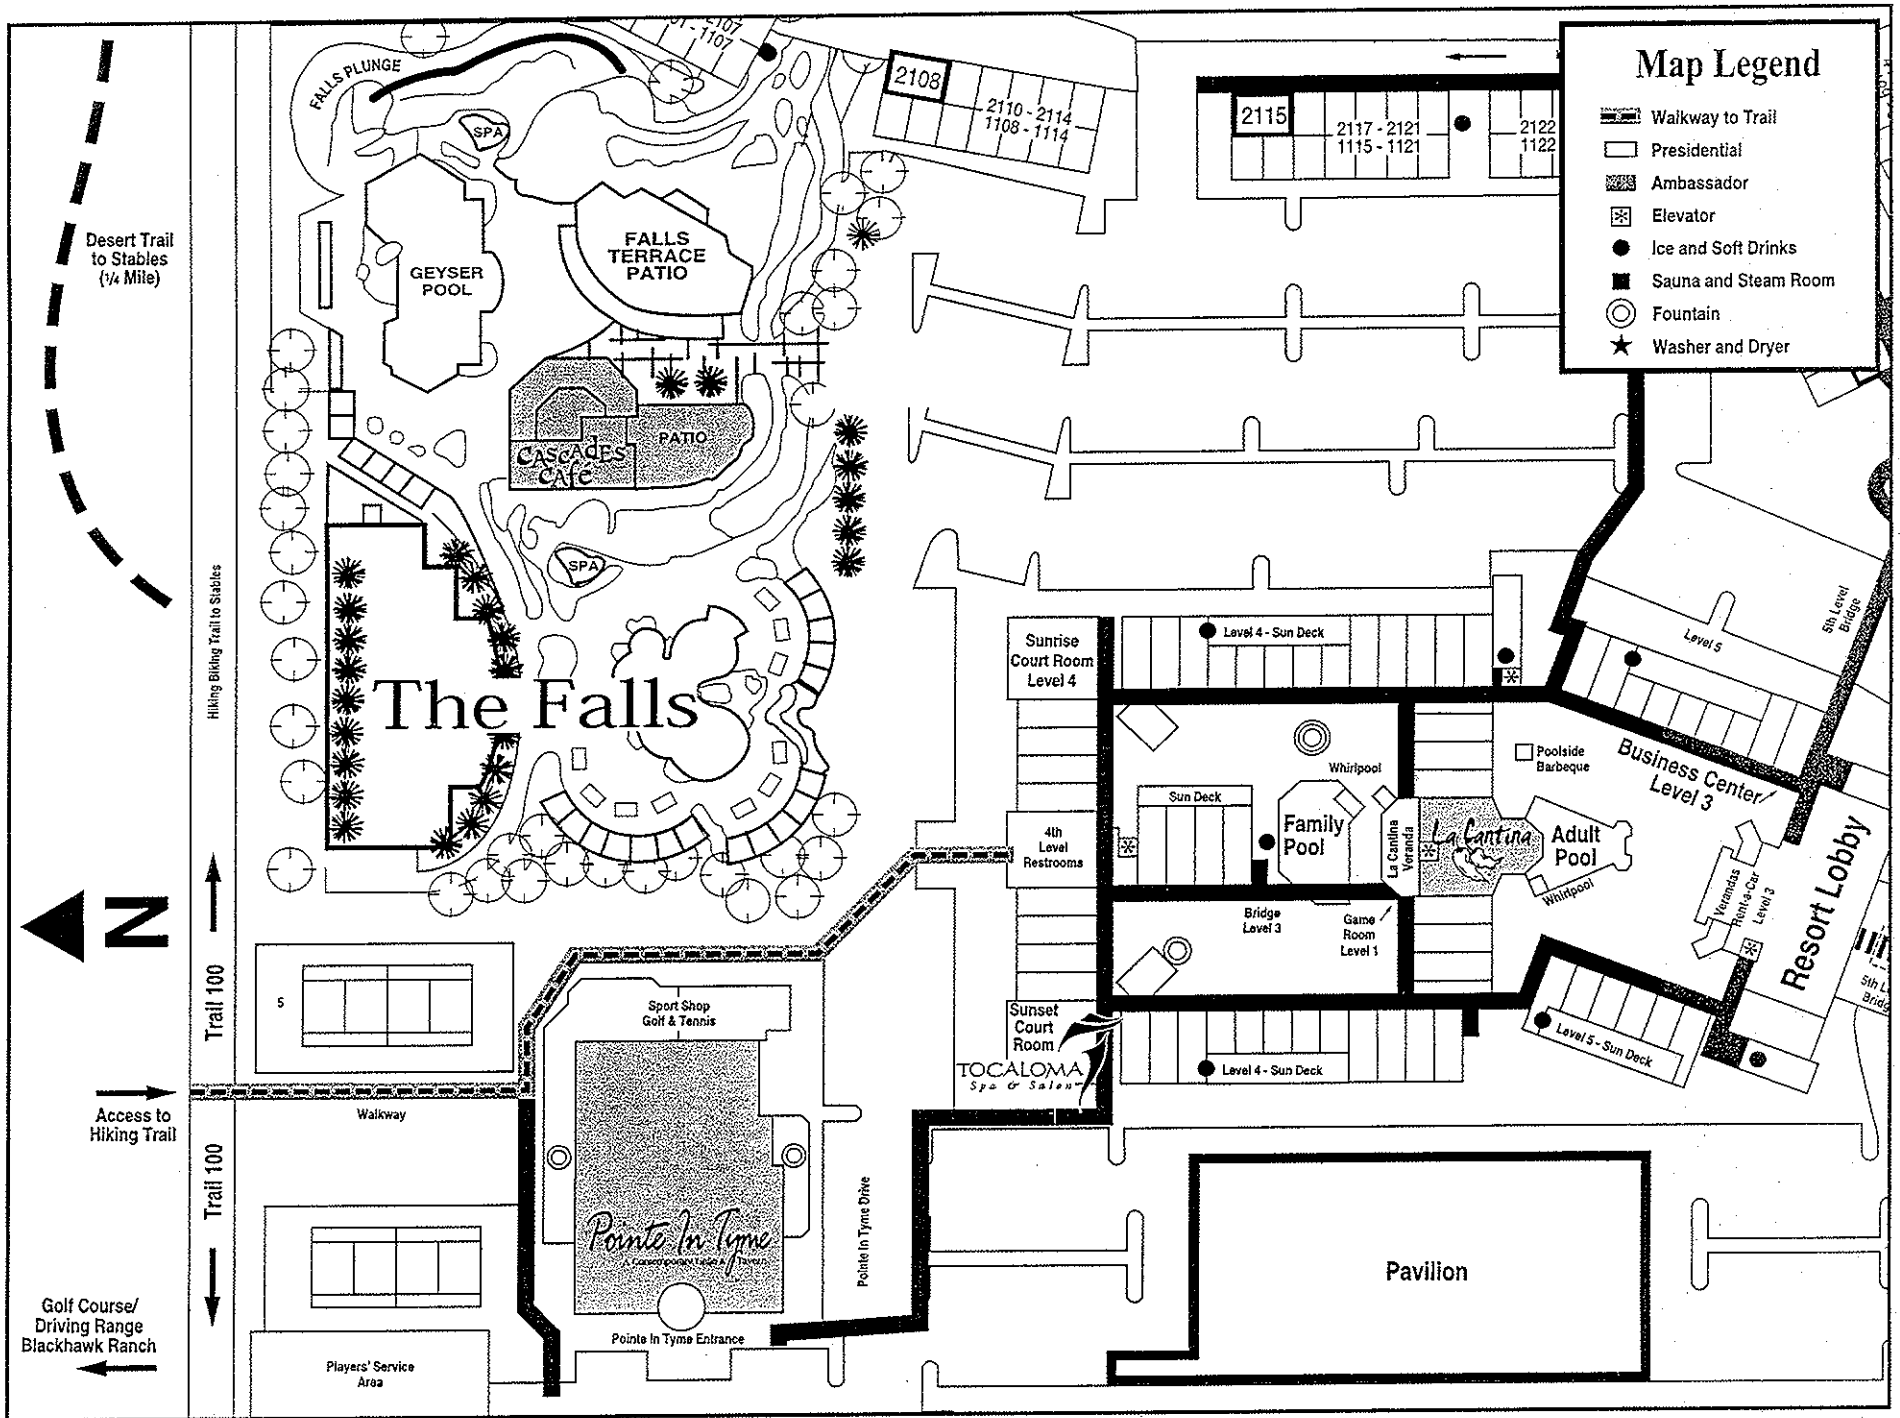 Map Legend
Walkway to Trail
Presidential
Ambassador
Elevator
Ice and Soft Drinks
Sauna and Steam Room
Fountain
Washer and Dryer
2107
1107
2108
2110 - 2114
1108 - 1114
2115
2117 - 2121
1115 - 1121
2122
1122
FALLS PLUNGE
SPA
GEYSER
POOL
FALLS
TERRACE
PATIO
Desert Trail
to Stables
(1/4 Mile)
CASCADES
CAFE
PATIO
SPA
Hiking Biking Trail to Stables
The Falls
Sunrise
Court Room
Level 4
Level 4 - Sun Deck
Level 5
5th Level
Bridge
Business Center
Level 3
Poolside
Barbeque
Whirlpool
Sun Deck
Family
Pool
La Cantina
Veranda
La Cantina
Adult
Pool
Whirlpool
4th
Level
Restrooms
Verandas
Rent-a-Car
Level 3
Resort Lobby
Bridge
Level 3
Game
Room
Level 1
N
Trail 100
5
Sport Shop
Golf & Tennis
Sunset
Court
Room
TOCALOMA
Spa & Salon
Level 4 - Sun Deck
Level 5 - Sun Deck
Access to
Hiking Trail
Walkway
Trail 100
Pointe In Tyme Drive
Pointe In Tyme
Pavilion
Golf Course/
Driving Range
Blackhawk Ranch
Players' Service
Area
Pointe In Tyme Entrance